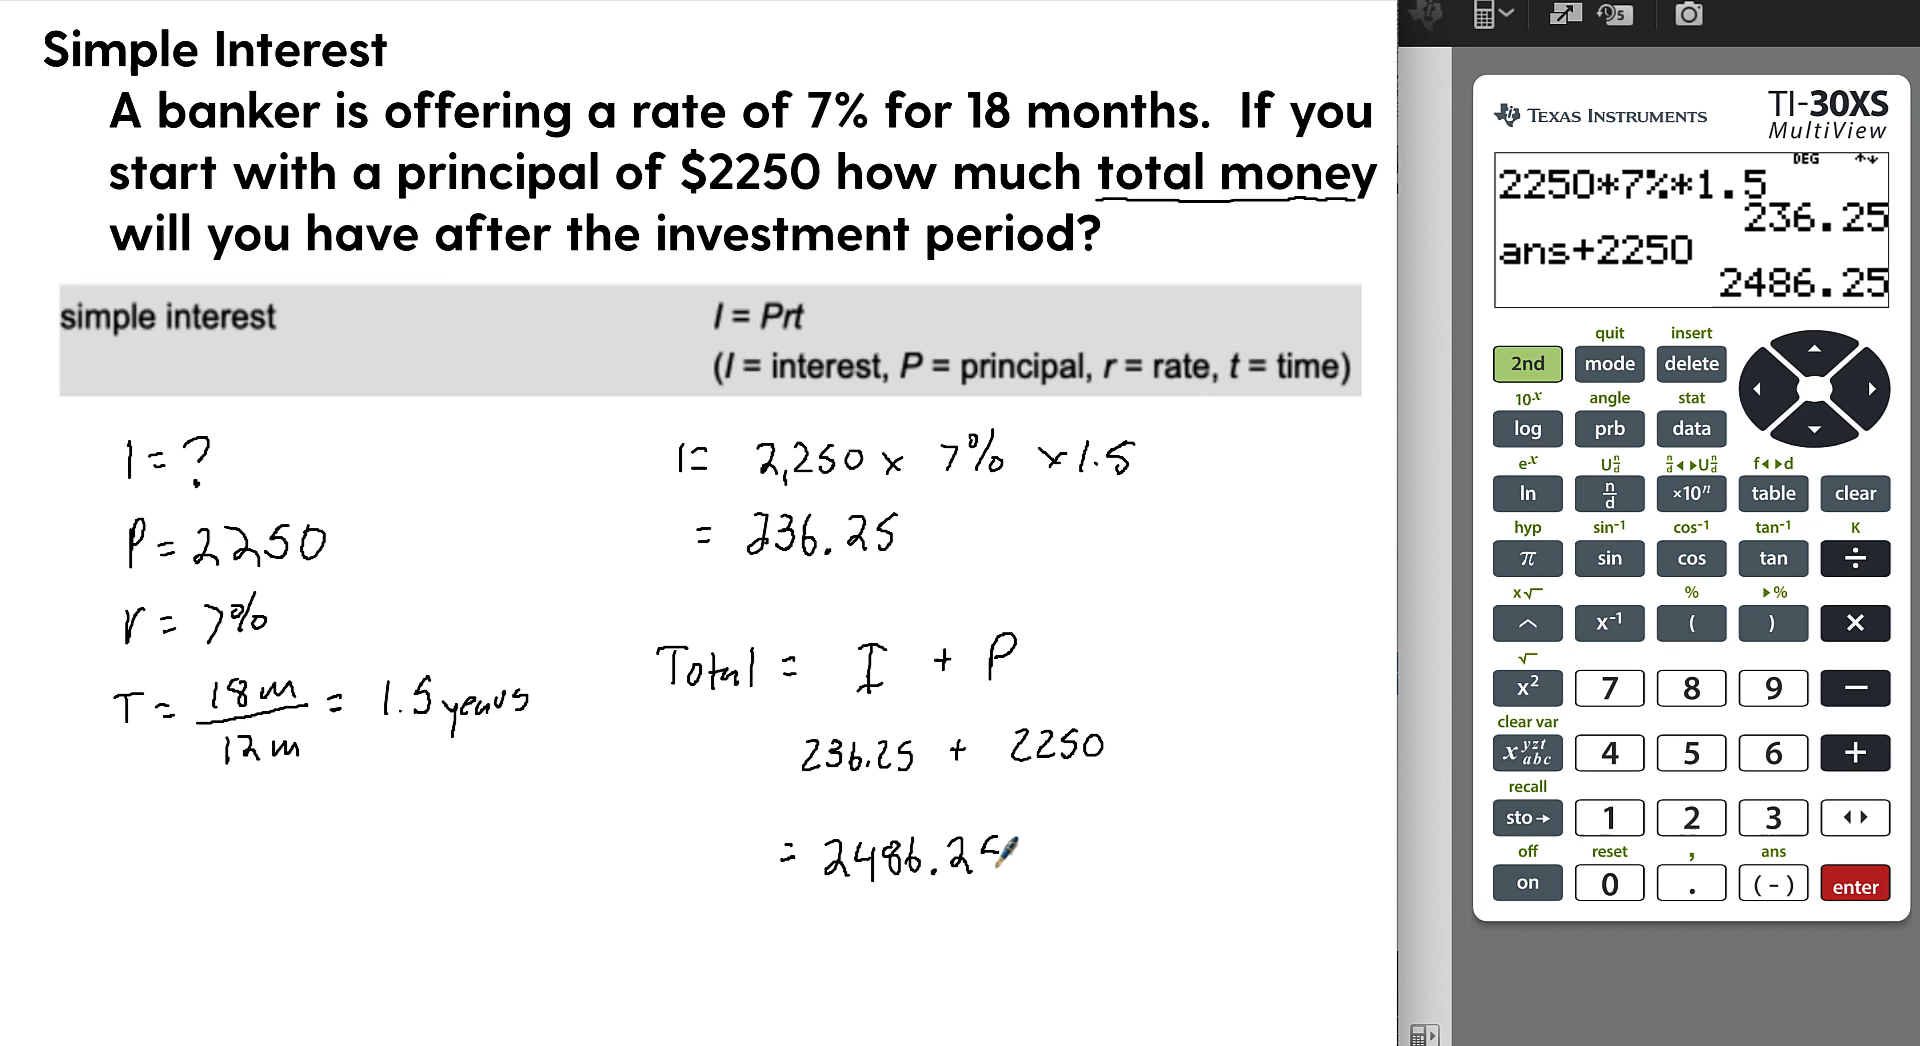 Simple Interest
A banker is offering a rate of 7% for 18 months. If you
start with a principal of $2250 how much total money
will you have after the investment period?
simple interest
I = Prt
(I = interest, P = principal, r = rate, t = time)
I = ?
P = 2250
r = 7%
T = 18m/12m = 1.5 years
I = 2,250 x 7% x 1.5
= 236.25
Total = I + P
236.25 + 2250
= 2486.25
TEXAS INSTRUMENTS
TI-30XS
MultiView
DEG
2250*7%*1.5
236.25
ans+2250
2486.25
quit insert
2nd mode delete
10ˣ angle stat
log prb data
eˣ U n/d n/d◄►U n/d f◄►d
ln n/d ×10ⁿ table clear
hyp sin⁻¹ cos⁻¹ tan⁻¹ K
π sin cos tan ÷
x√ % ►%
^ x⁻¹ ( ) ×
√
x² 7 8 9 −
clear var
x yzt abc 4 5 6 +
recall
sto→ 1 2 3 ◄►
off reset , ans
on 0 . (-) enter